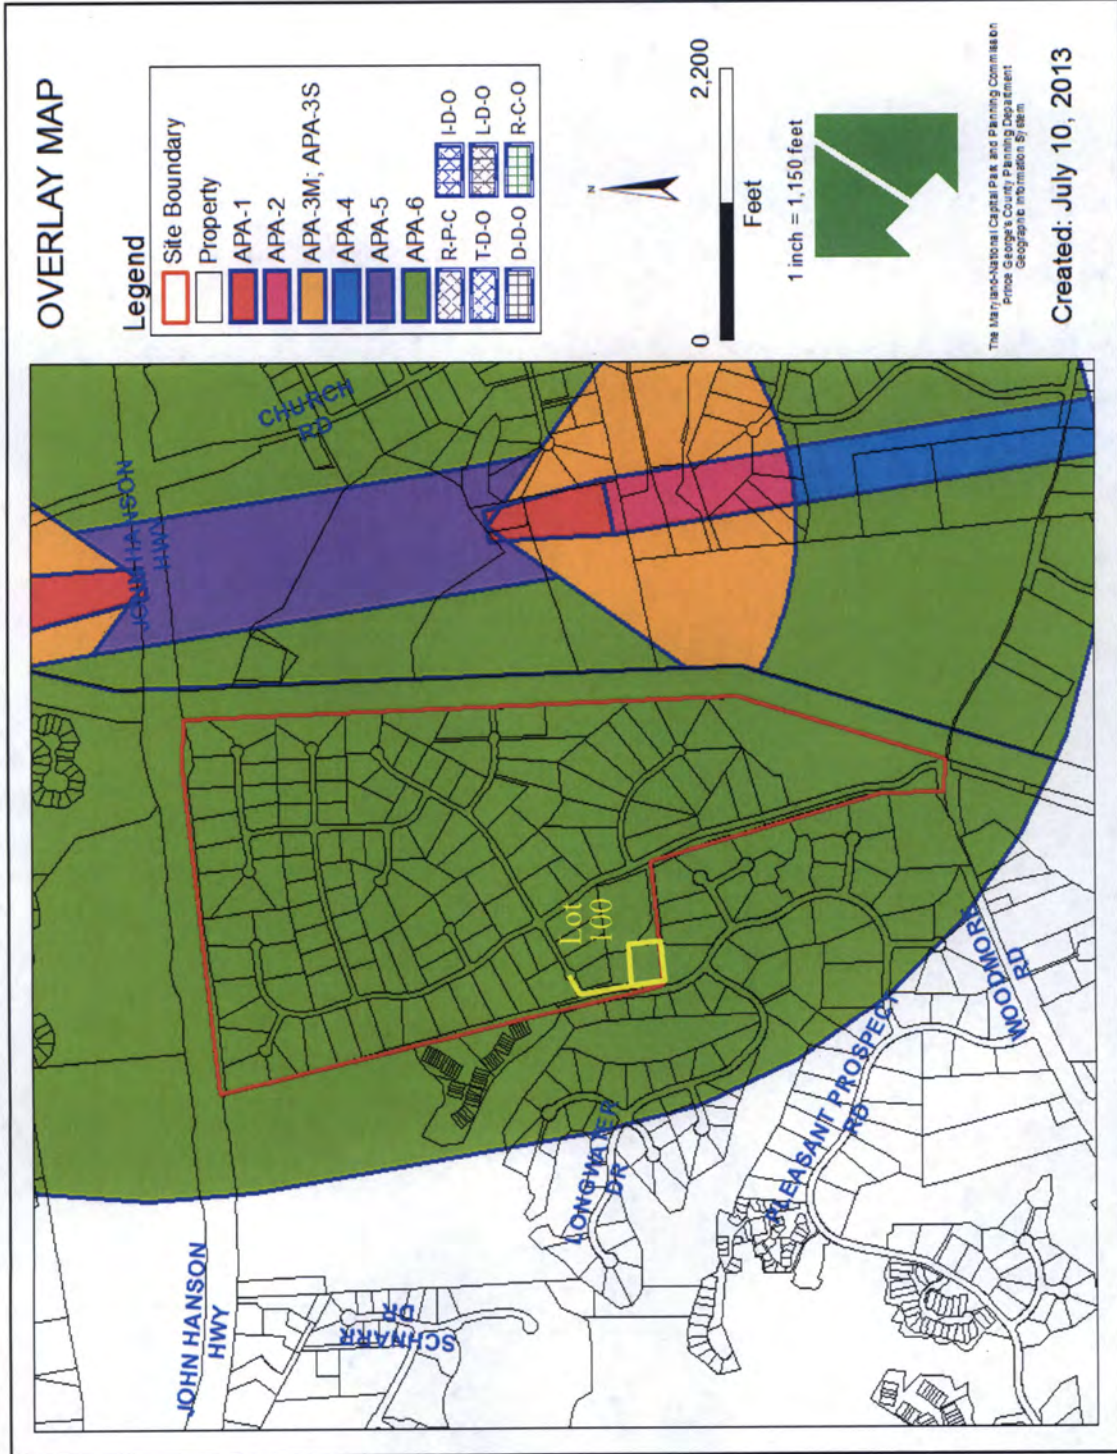 OVERLAY MAP
Legend
Site Boundary
Property
APA-1
APA-2
APA-3M; APA-3S
APA-4
APA-5
APA-6
R-P-C
I-D-O
T-D-O
L-D-O
D-D-O
R-C-O
N
0
2,200
Feet
1 inch = 1,150 feet
The Maryland-National Capital Park and Planning Commission
Prince George's County Planning Department
Geographic Information System
Created: July 10, 2013
JOHN HANSON
HWY
SCHNARR
DR
LONGWATER
DR
PLEASANT PROSPECT
RD
WOODMORE
RD
Lot
100
JOHN HANSON
HWY
CHURCH
RD